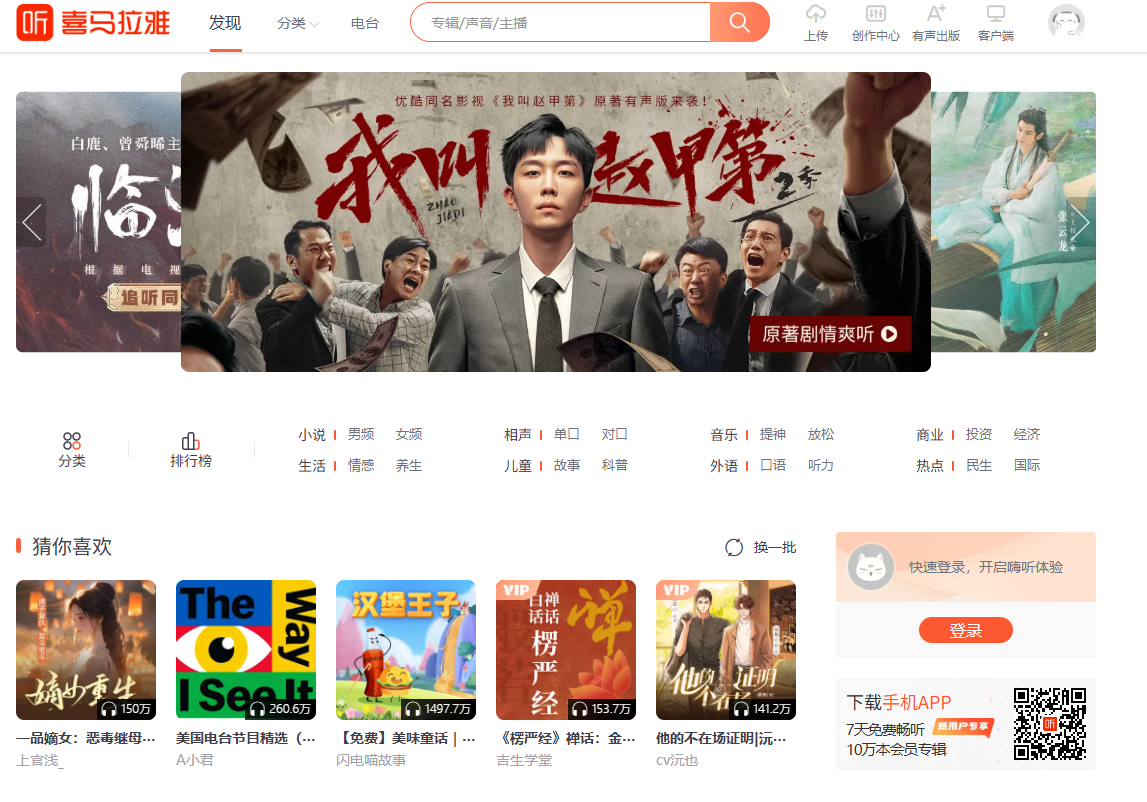 听 喜马拉雅
发现
分类
电台
专辑/声音/主播
上传
创作中心
有声出版
客户端
白鹿、曾舜晞主
临
根据电视
追听同
优酷同名影视《我叫赵甲第》原著有声版来袭！
我叫赵甲第2季
ZHAO
JIADI
原著剧情爽听
张云龙
分类
排行榜
小说 男频 女频
相声 单口 对口
音乐 提神 放松
商业 投资 经济
生活 情感 养生
儿童 故事 科普
外语 口语 听力
热点 民生 国际
猜你喜欢
换一批
嫡女重生
150万
一品嫡女：恶毒继母···
上官浅_
The
Way
I See It
260.6万
美国电台节目精选（···
A小君
汉堡王子
1497.7万
【免费】美味童话｜···
闪电喵故事
VIP
白话
禅话
楞严经
禅
153.7万
《楞严经》禅话：金···
吉生学堂
VIP
他的不在场证明
141.2万
他的不在场证明|沅···
cv沅也
快速登录，开启嗨听体验
登录
下载手机APP
7天免费畅听
新用户专享
10万本会员专辑
听